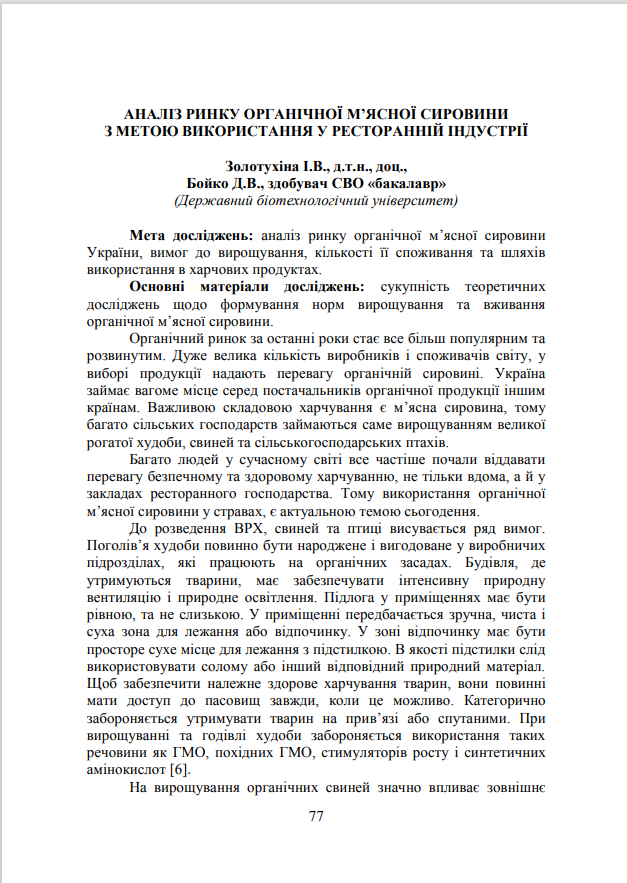 АНАЛІЗ РИНКУ ОРГАНІЧНОЇ М’ЯСНОЇ СИРОВИНИ
З МЕТОЮ ВИКОРИСТАННЯ У РЕСТОРАННІЙ ІНДУСТРІЇ
Золотухіна І.В., д.т.н., доц.,
Бойко Д.В., здобувач СВО «бакалавр»
(Державний біотехнологічний університет)
Мета досліджень: аналіз ринку органічної м’ясної сировини
України, вимог до вирощування, кількості її споживання та шляхів
використання в харчових продуктах.
Основні матеріали досліджень: сукупність теоретичних
досліджень щодо формування норм вирощування та вживання
органічної м’ясної сировини.
Органічний ринок за останні роки стає все більш популярним та
розвинутим. Дуже велика кількість виробників і споживачів світу, у
виборі продукції надають перевагу органічній сировині. Україна
займає вагоме місце серед постачальників органічної продукції іншим
країнам. Важливою складовою харчування є м’ясна сировина, тому
багато сільських господарств займаються саме вирощуванням великої
рогатої худоби, свиней та сільськогосподарських птахів.
Багато людей у сучасному світі все частіше почали віддавати
перевагу безпечному та здоровому харчуванню, не тільки вдома, а й у
закладах ресторанного господарства. Тому використання органічної
м’ясної сировини у стравах, є актуальною темою сьогодення.
До розведення ВРХ, свиней та птиці висувається ряд вимог.
Поголів’я худоби повинно бути народжене і вигодоване у виробничих
підрозділах, які працюють на органічних засадах. Будівля, де
утримуються тварини, має забезпечувати інтенсивну природну
вентиляцію і природне освітлення. Підлога у приміщеннях має бути
рівною, та не слизькою. У приміщенні передбачається зручна, чиста і
суха зона для лежання або відпочинку. У зоні відпочинку має бути
просторе сухе місце для лежання з підстилкою. В якості підстилки слід
використовувати солому або інший відповідний природний матеріал.
Щоб забезпечити належне здорове харчування тварин, вони повинні
мати доступ до пасовищ завжди, коли це можливо. Категорично
забороняється утримувати тварин на прив’язі або спутаними. При
вирощуванні та годівлі худоби забороняється використання таких
речовини як ГМО, похідних ГМО, стимуляторів росту і синтетичних
амінокислот [6].
На вирощування органічних свиней значно впливає зовнішнє
77